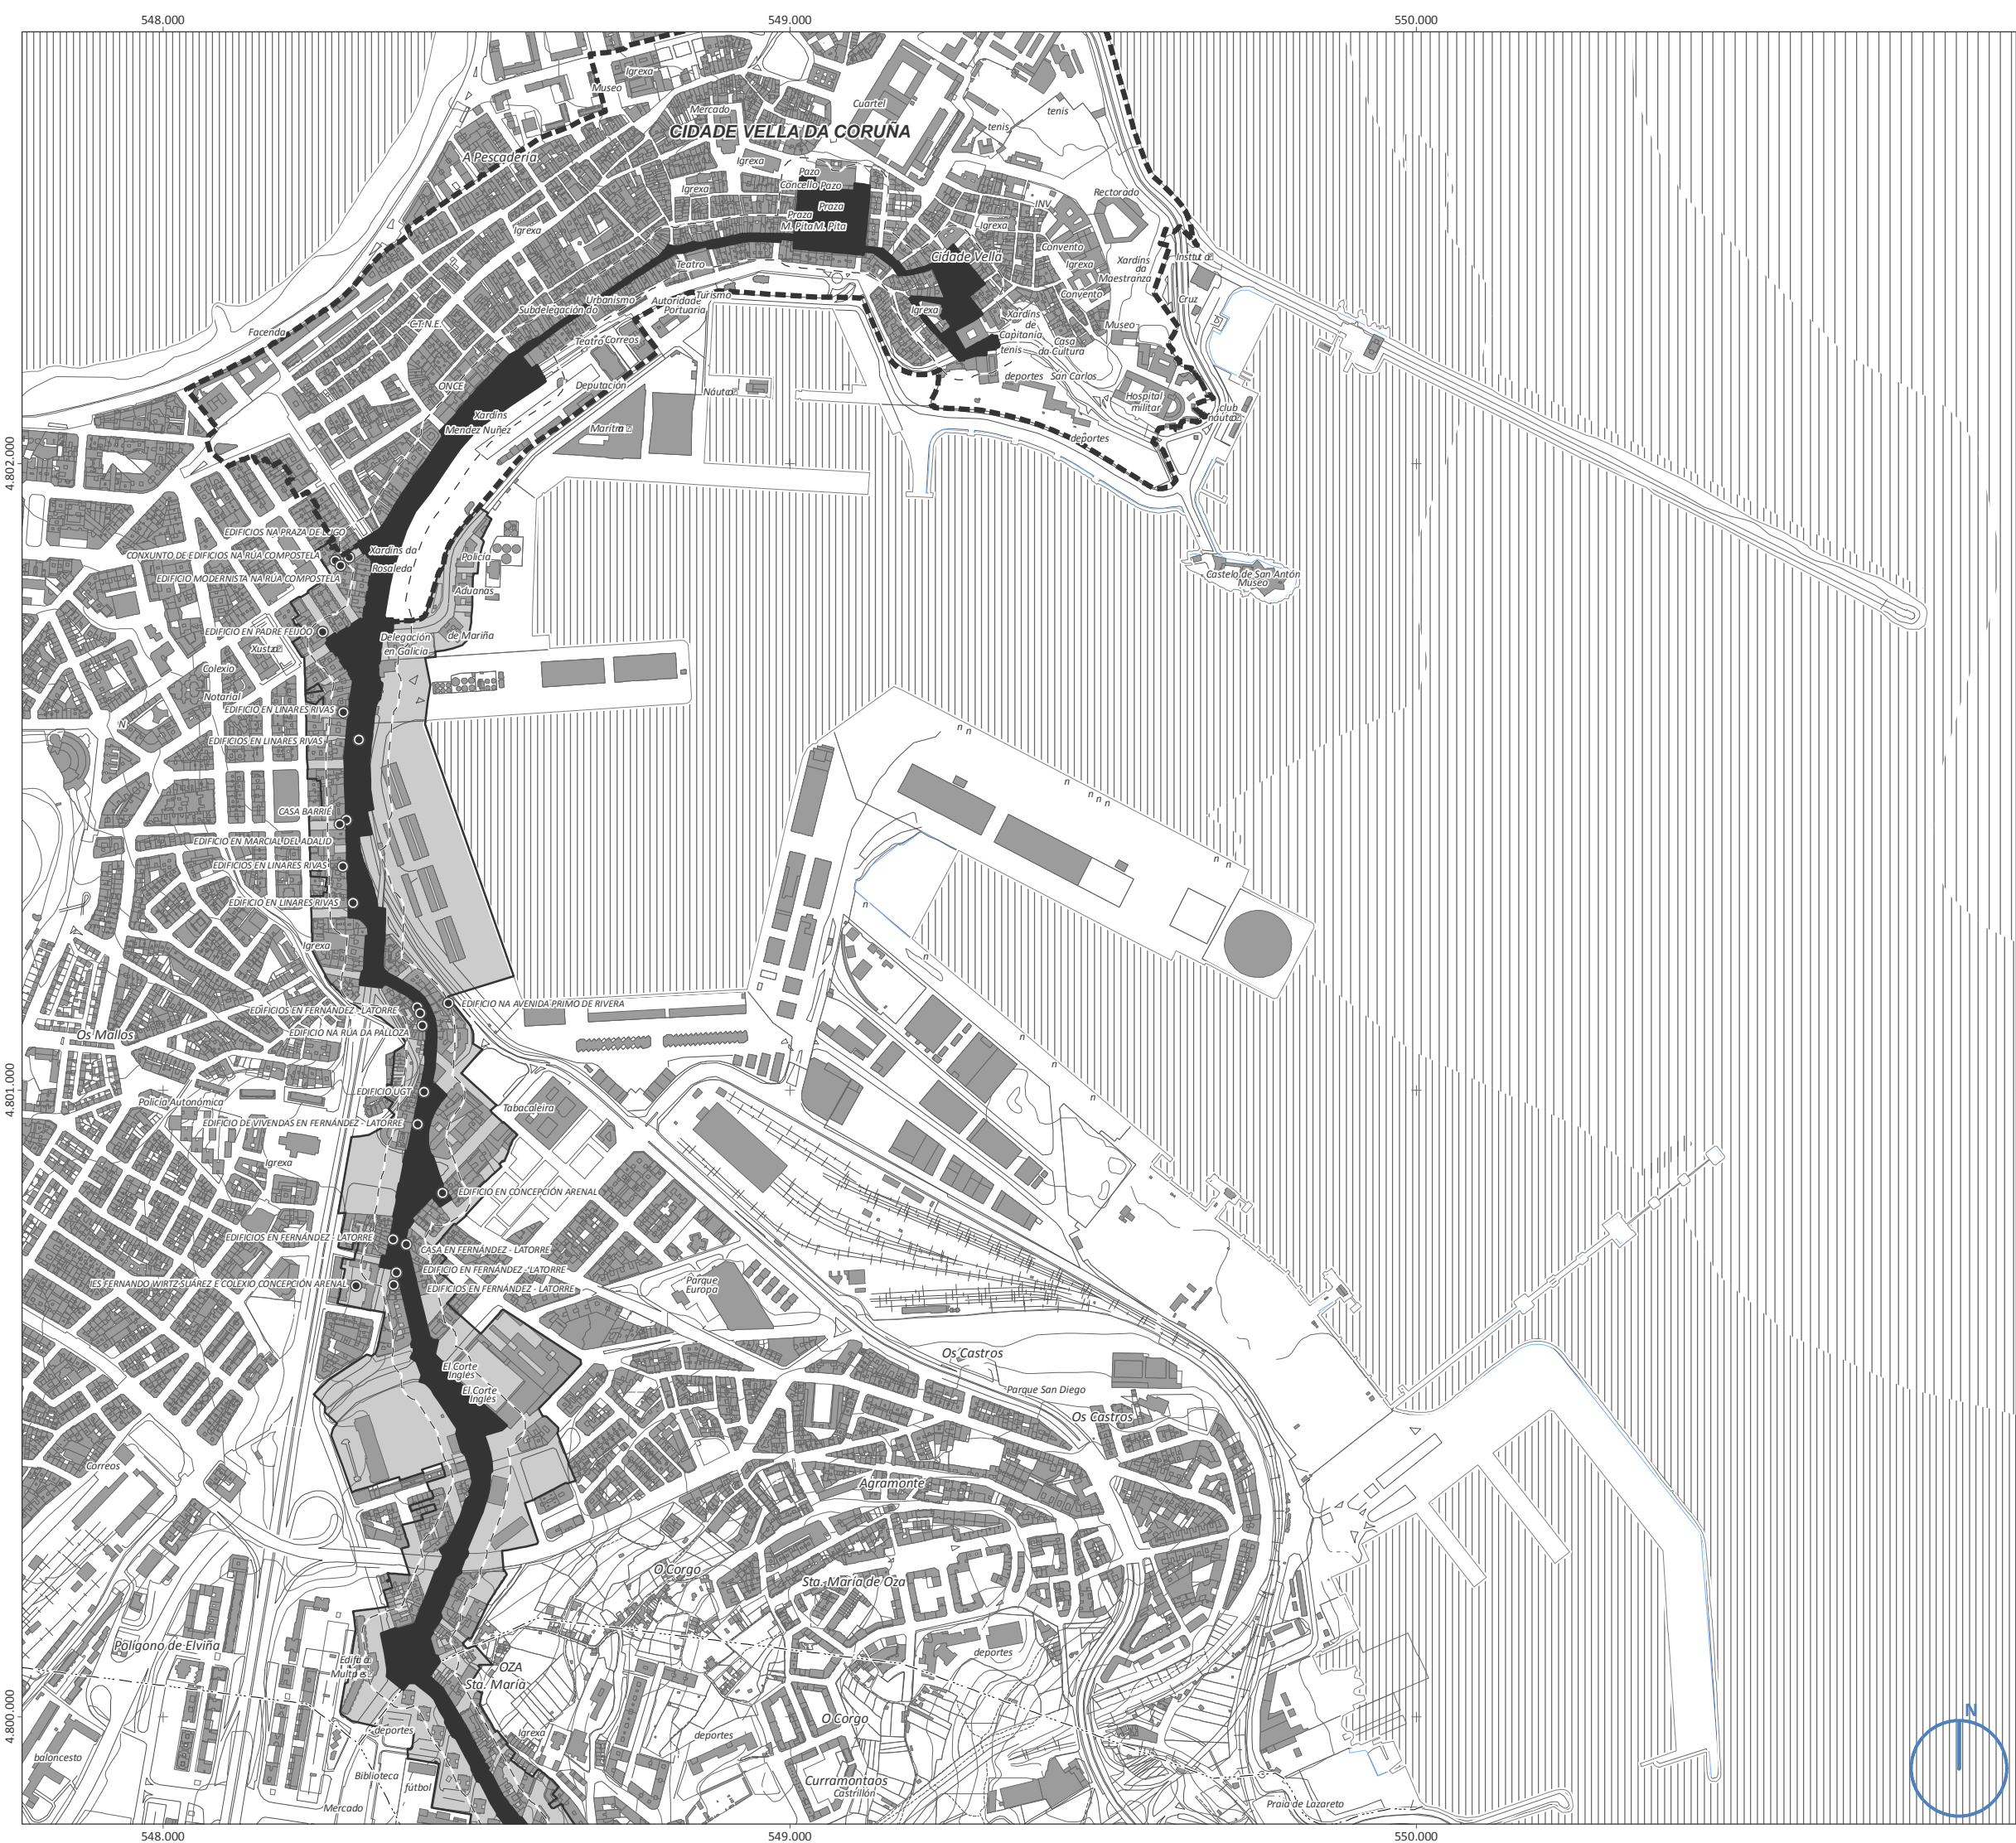 548.000
549.000
550.000
Igrexa
Museo
Mercado
Cuartel
tenis
tenis
CIDADE VELLA DA CORUÑA
A Pescadería
Igrexa
Pazo
Concello
Pazo
Igrexa
Praza
Praza
M. Pita
M. Pita
Rectorado
INV
Igrexa
Igrexa
Convento
Cidade Vella
Teatro
Igrexa
Xardíns
da
Maestranza
Convento
Cruz
Urbanismo
Autoridade
Turismo
Portuaria
Subdelegación do
Igrexa
Xardíns
de
Capitanía
Museo
Facenda
C.T.N.E.
Teatro
Correos
tenis
Casa
da Cultura
ONCE
Deputación
deportes
San Carlos
Hospital
militar
club
Xardíns
Mendez Nuñez
deportes
4.802.000
EDIFICIOS NA PRAZA DE LUGO
CONXUNTO DE EDIFICIOS NA RÚA COMPOSTELA
Xardíns da
Rosaleda
Policía
EDIFICIO MODERNISTA NA RÚA COMPOSTELA
Castelo de San Antón
Museo
Aduanas
EDIFICIO EN PADRE FEIJÓO
Delegación
en Galicia
de Mariña
Colexio
Notarial
EDIFICIO EN LINARES RIVAS
N
n
n
EDIFICIOS EN LINARES RIVAS
n
n
n
n
CASA BARRIÉ
EDIFICIO EN MARCIAL DEL ADALID
EDIFICIOS EN LINARES RIVAS
n
n
EDIFICIO EN LINARES RIVAS
n
Igrexa
n
EDIFICIO NA AVENIDA PRIMO DE RIVERA
EDIFICIOS EN FERNÁNDEZ - LATORRE
Os Mallos
EDIFICIO NA RÚA DA PALLOZA
n
n
4.801.000
EDIFICIO UGT
n
Policía Autonómica
Tabacaleira
EDIFICIO DE VIVENDAS EN FERNÁNDEZ - LATORRE
Igrexa
EDIFICIO EN CONCEPCIÓN ARENAL
EDIFICIOS EN FERNÁNDEZ - LATORRE
CASA EN FERNÁNDEZ - LATORRE
EDIFICIO EN FERNÁNDEZ - LATORRE
IES FERNANDO WIRTZ SUÁREZ E COLEXIO CONCEPCIÓN ARENAL
EDIFICIOS EN FERNÁNDEZ - LATORRE
Parque
Europa
Os Castros
El Corte
Inglés
El Corte
Inglés
Parque San Diego
Os Castros
Correos
Agramonte
O Corgo
Sta. María de Oza
Polígono de Elviña
deportes
OZA
Sta. María
4.800.000
deportes
Igrexa
deportes
O Corgo
N
baloncesto
Biblioteca
fútbol
Curramontaos
Castrillón
Mercado
Praia de Lazareto
548.000
549.000
550.000